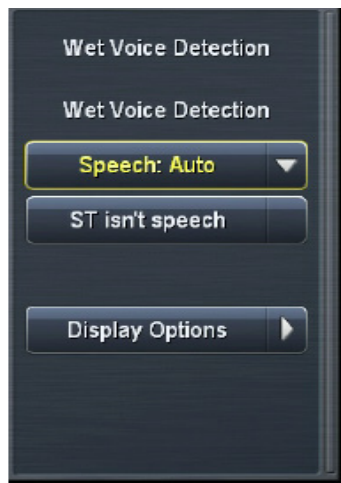 Wet Voice Detection
Wet Voice Detection
Speech: Auto
ST isn't speech
Display Options